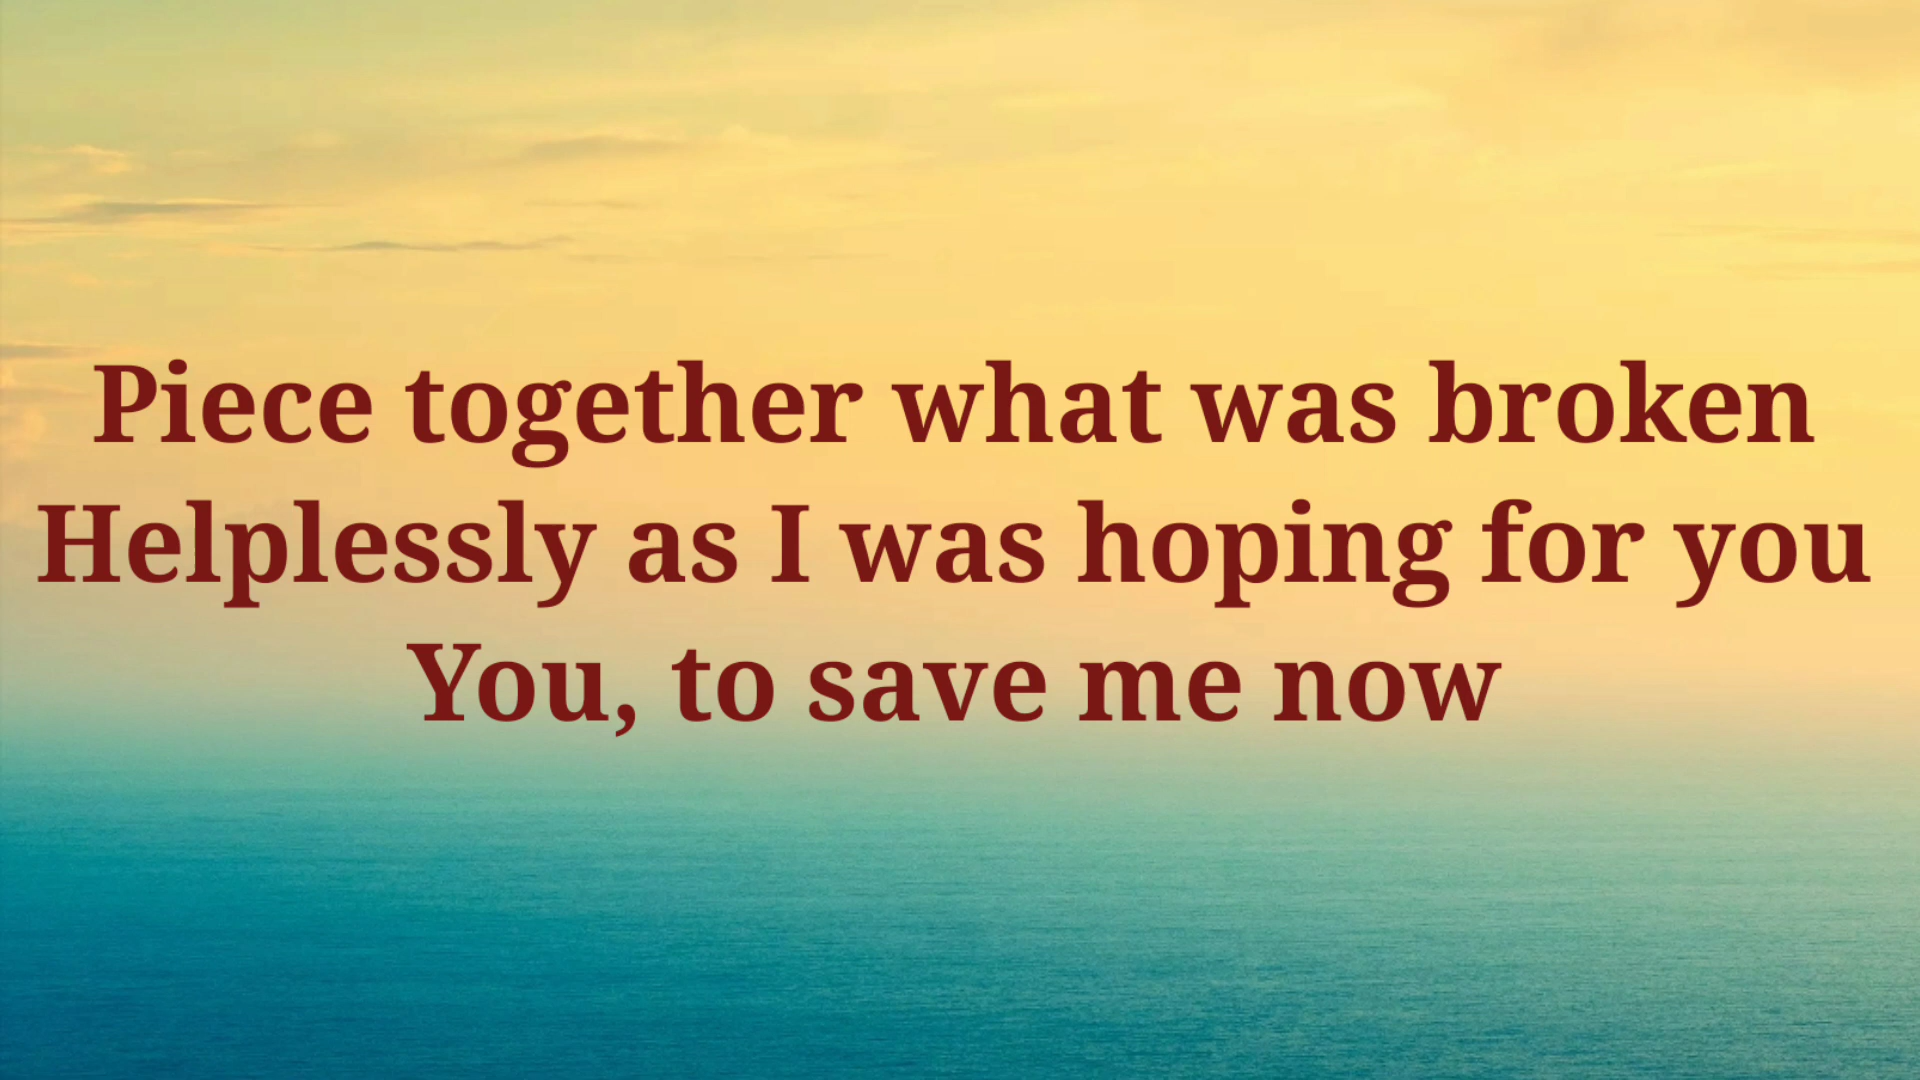 Piece together what was broken
Helplessly as I was hoping for you
You, to save me now